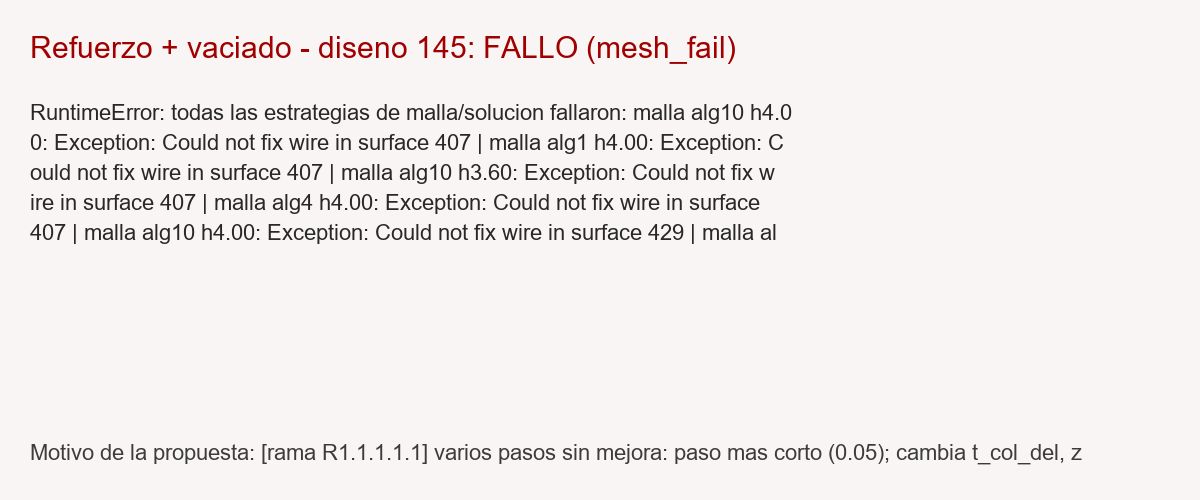 Refuerzo + vaciado - diseno 145: FALLO (mesh_fail)
RuntimeError: todas las estrategias de malla/solucion fallaron: malla alg10 h4.0
0: Exception: Could not fix wire in surface 407 | malla alg1 h4.00: Exception: C
ould not fix wire in surface 407 | malla alg10 h3.60: Exception: Could not fix w
ire in surface 407 | malla alg4 h4.00: Exception: Could not fix wire in surface
407 | malla alg10 h4.00: Exception: Could not fix wire in surface 429 | malla al
Motivo de la propuesta: [rama R1.1.1.1.1] varios pasos sin mejora: paso mas corto (0.05); cambia t_col_del, z